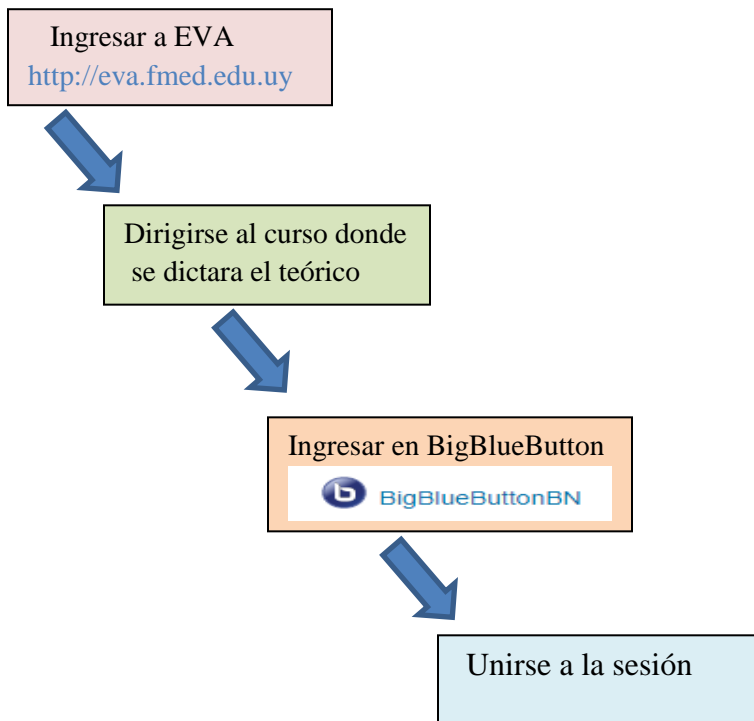 Ingresar a EVA
http://eva.fmed.edu.uy
Dirigirse al curso donde
se dictara el teórico
Ingresar en BigBlueButton
b BigBlueButtonBN
Unirse a la sesión